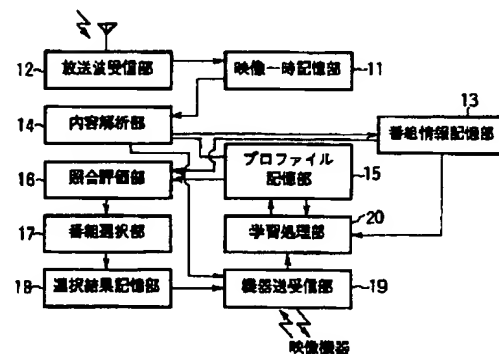 12 放送波受信部
映像一時記憶部 11
14 内容解析部
13
番組情報記憶部
16 照合評価部
プロファイル
記憶部
15
17 番組選択部
学習処理部 20
18 選択結果記憶部
機器送受信部 19
映像機器